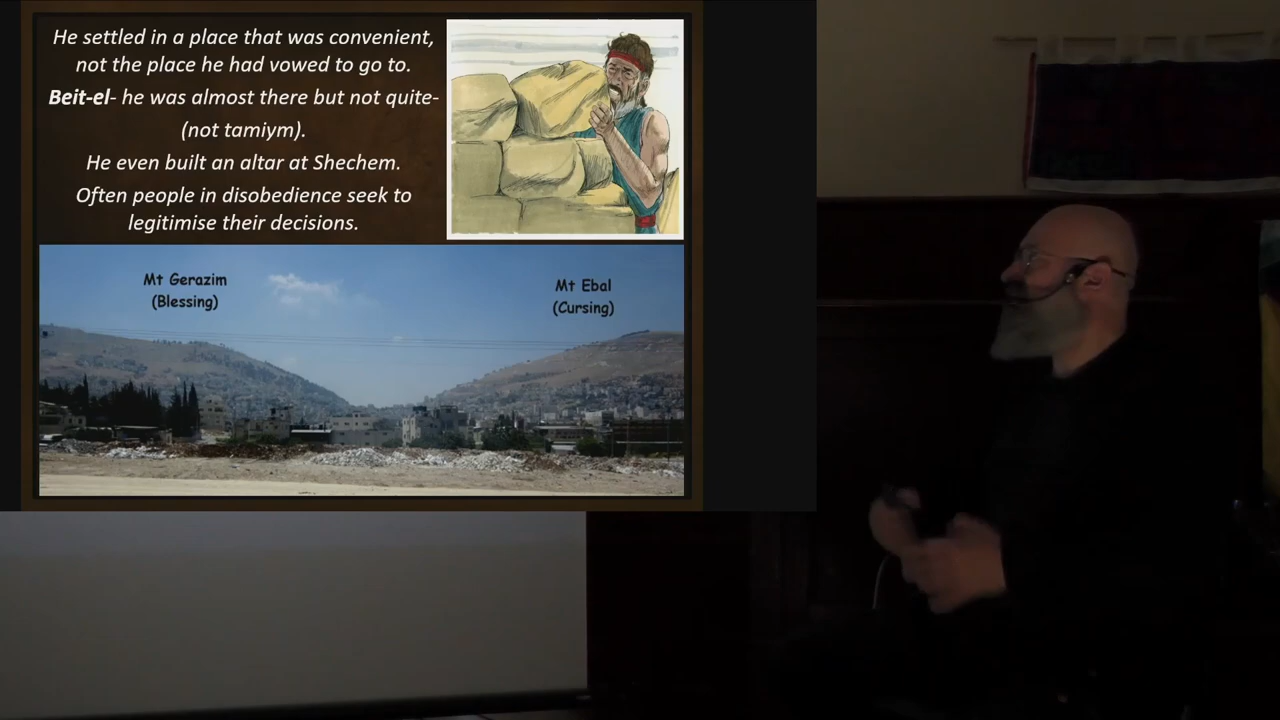 He settled in a place that was convenient,
not the place he had vowed to go to.
Beit-el- he was almost there but not quite-
(not tamiym).
He even built an altar at Shechem.
Often people in disobedience seek to
legitimise their decisions.
Mt Gerazim
(Blessing)
Mt Ebal
(Cursing)